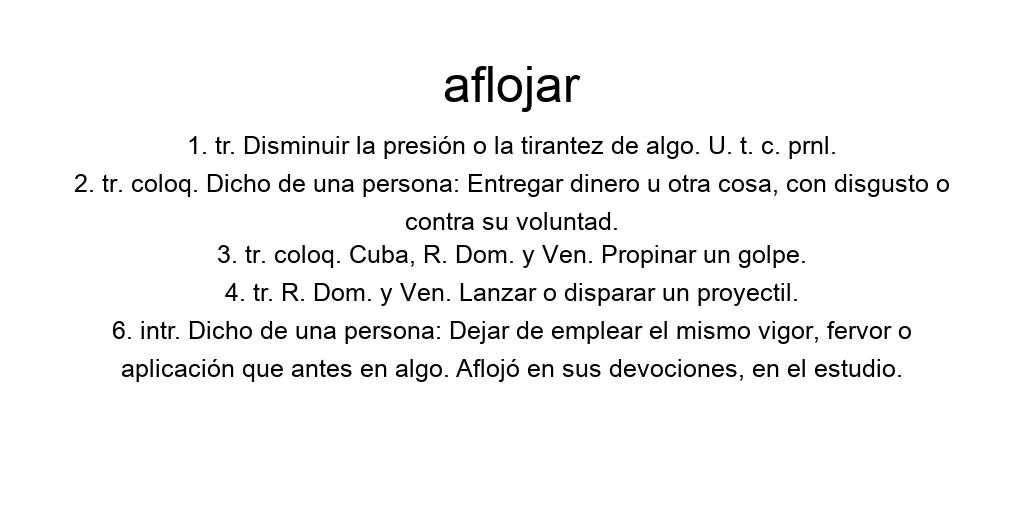 aflojar
1. tr. Disminuir la presión o la tirantez de algo. U. t. c. prnl.
2. tr. coloq. Dicho de una persona: Entregar dinero u otra cosa, con disgusto o
contra su voluntad.
3. tr. coloq. Cuba, R. Dom. y Ven. Propinar un golpe.
4. tr. R. Dom. y Ven. Lanzar o disparar un proyectil.
6. intr. Dicho de una persona: Dejar de emplear el mismo vigor, fervor o
aplicación que antes en algo. Aflojó en sus devociones, en el estudio.